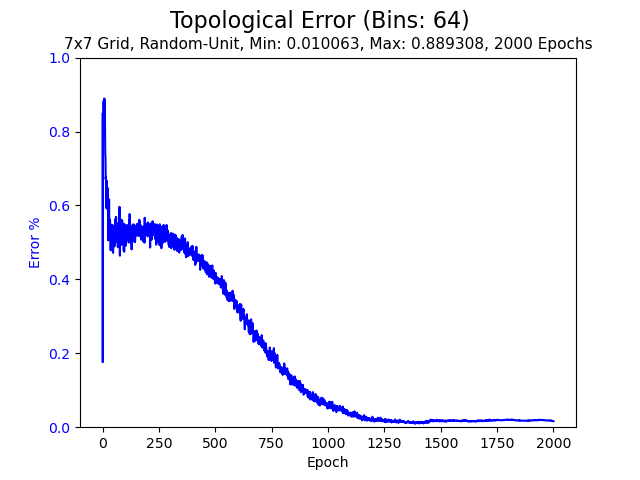 Topological Error (Bins: 64)
7x7 Grid, Random-Unit, Min: 0.010063, Max: 0.889308, 2000 Epochs
1.0
0.8
0.6
0.4
0.2
0.0
Error %
0 250 500 750 1000 1250 1500 1750 2000
Epoch